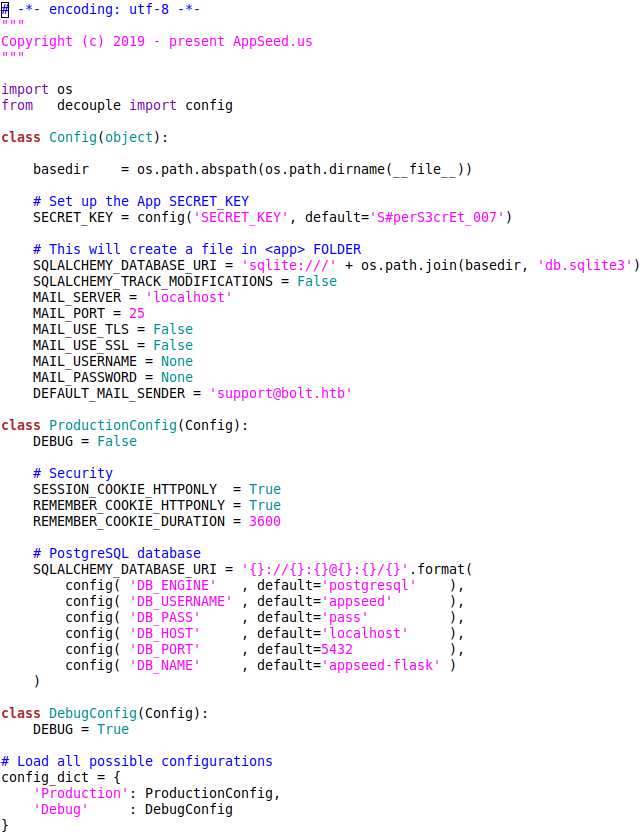 # -*- encoding: utf-8 -*-
"""
Copyright (c) 2019 - present AppSeed.us
"""

import os
from   decouple import config

class Config(object):

    basedir    = os.path.abspath(os.path.dirname(__file__))

    # Set up the App SECRET_KEY
    SECRET_KEY = config('SECRET_KEY', default='S#perS3crEt_007')

    # This will create a file in <app> FOLDER
    SQLALCHEMY_DATABASE_URI = 'sqlite:///' + os.path.join(basedir, 'db.sqlite3')
    SQLALCHEMY_TRACK_MODIFICATIONS = False
    MAIL_SERVER = 'localhost'
    MAIL_PORT = 25
    MAIL_USE_TLS = False
    MAIL_USE_SSL = False
    MAIL_USERNAME = None
    MAIL_PASSWORD = None
    DEFAULT_MAIL_SENDER = 'support@bolt.htb'

class ProductionConfig(Config):
    DEBUG = False

    # Security
    SESSION_COOKIE_HTTPONLY  = True
    REMEMBER_COOKIE_HTTPONLY = True
    REMEMBER_COOKIE_DURATION = 3600

    # PostgreSQL database
    SQLALCHEMY_DATABASE_URI = '{}://{}:{}@{}:{}/{}'.format(
        config( 'DB_ENGINE'   , default='postgresql'    ),
        config( 'DB_USERNAME' , default='appseed'       ),
        config( 'DB_PASS'     , default='pass'          ),
        config( 'DB_HOST'     , default='localhost'     ),
        config( 'DB_PORT'     , default=5432            ),
        config( 'DB_NAME'     , default='appseed-flask' )
    )

class DebugConfig(Config):
    DEBUG = True

# Load all possible configurations
config_dict = {
    'Production': ProductionConfig,
    'Debug'     : DebugConfig
}